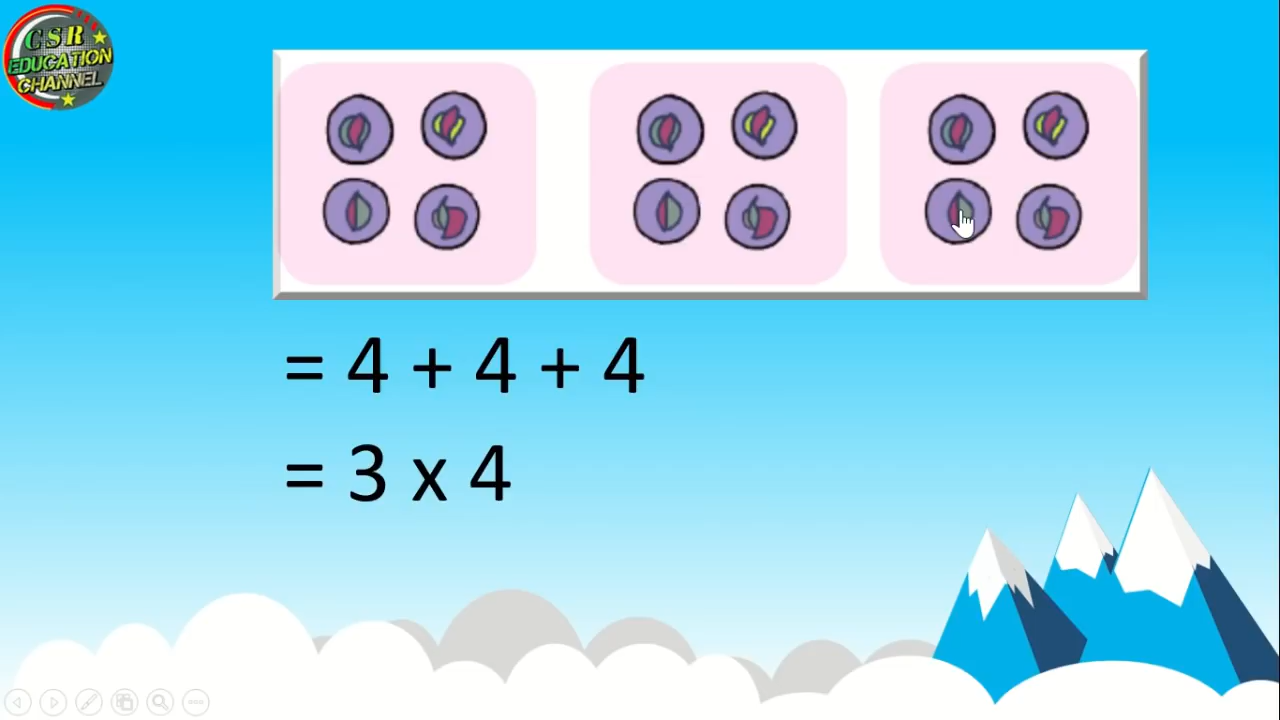 CSR
EDUCATION
CHANNEL
= 4 + 4 + 4
= 3 x 4